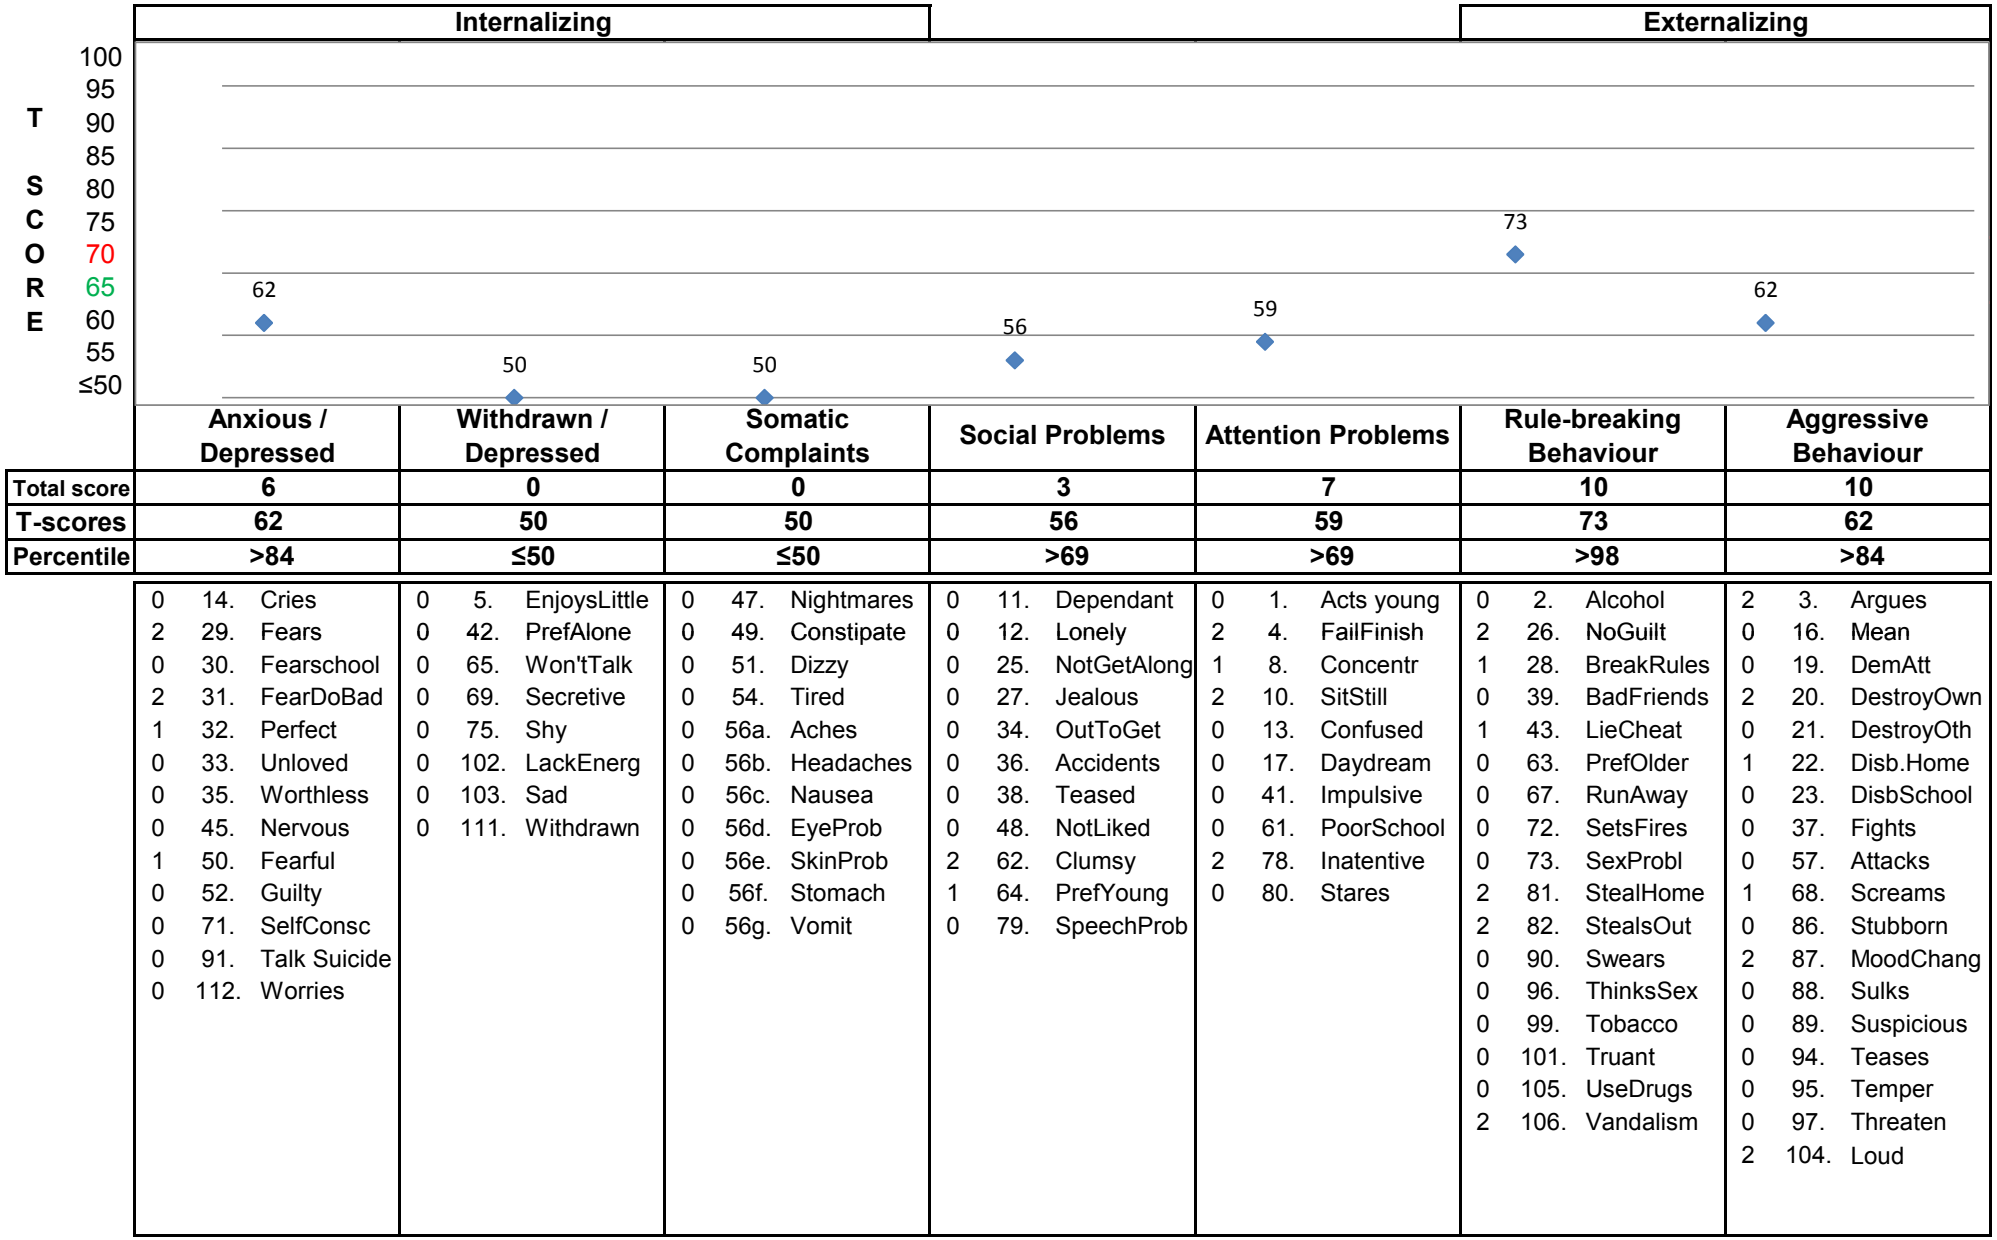 Internalizing Externalizing
T SCORE
100
95
90
85
80
75
70
65
60
55
≤50
62 50 50 56 59 73 62
Anxious / Withdrawn / Somatic Social Problems Attention Problems Rule-breaking Aggressive
Depressed Depressed Complaints Behaviour Behaviour
Total score 6 0 0 3 7 10 10
T-scores 62 50 50 56 59 73 62
Percentile >84 ≤50 ≤50 >69 >69 >98 >84
0 14. Cries 0 5. EnjoysLittle 0 47. Nightmares 0 11. Dependant 0 1. Acts young 0 2. Alcohol 2 3. Argues
2 29. Fears 0 42. PrefAlone 0 49. Constipate 0 12. Lonely 2 4. FailFinish 2 26. NoGuilt 0 16. Mean
0 30. Fearschool 0 65. Won'tTalk 0 51. Dizzy 0 25. NotGetAlong 1 8. Concentr 1 28. BreakRules 0 19. DemAtt
2 31. FearDoBad 0 69. Secretive 0 54. Tired 0 27. Jealous 2 10. SitStill 0 39. BadFriends 2 20. DestroyOwn
1 32. Perfect 0 75. Shy 0 56a. Aches 0 34. OutToGet 0 13. Confused 1 43. LieCheat 0 21. DestroyOth
0 33. Unloved 0 102. LackEnerg 0 56b. Headaches 0 36. Accidents 0 17. Daydream 0 63. PrefOlder 1 22. Disb.Home
0 35. Worthless 0 103. Sad 0 56c. Nausea 0 38. Teased 0 41. Impulsive 0 67. RunAway 0 23. DisbSchool
0 45. Nervous 0 111. Withdrawn 0 56d. EyeProb 0 48. NotLiked 0 61. PoorSchool 0 72. SetsFires 0 37. Fights
1 50. Fearful 0 56e. SkinProb 2 62. Clumsy 2 78. Inatentive 0 73. SexProbl 0 57. Attacks
0 52. Guilty 0 56f. Stomach 1 64. PrefYoung 0 80. Stares 2 81. StealHome 1 68. Screams
0 71. SelfConsc 0 56g. Vomit 0 79. SpeechProb 2 82. StealsOut 0 86. Stubborn
0 91. Talk Suicide 0 90. Swears 2 87. MoodChang
0 112. Worries 0 96. ThinksSex 0 88. Sulks
0 99. Tobacco 0 89. Suspicious
0 101. Truant 0 94. Teases
0 105. UseDrugs 0 95. Temper
2 106. Vandalism 0 97. Threaten
2 104. Loud